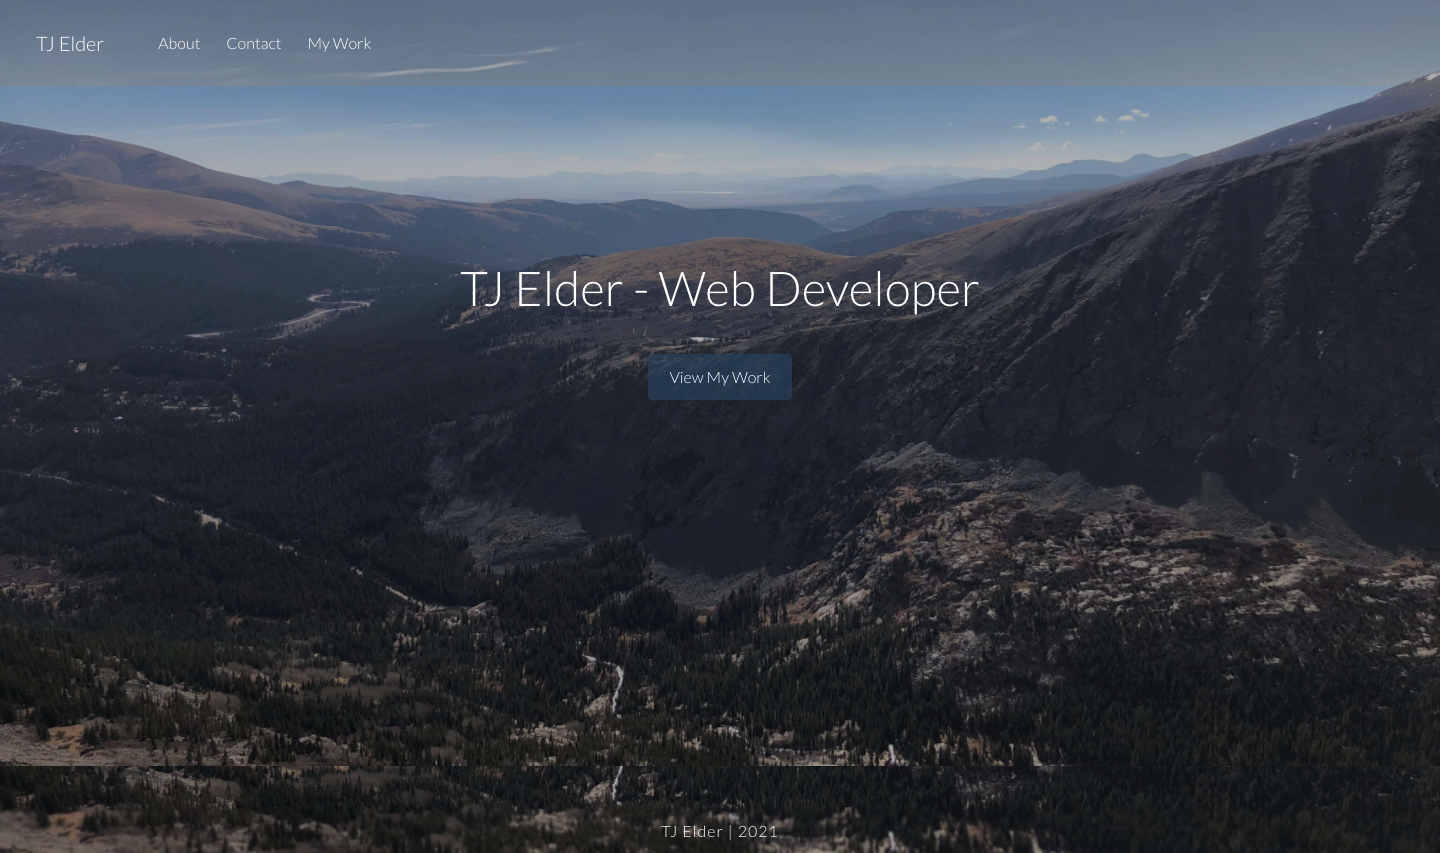 TJ Elder
About
Contact
My Work
TJ Elder - Web Developer
View My Work
TJ Elder | 2021